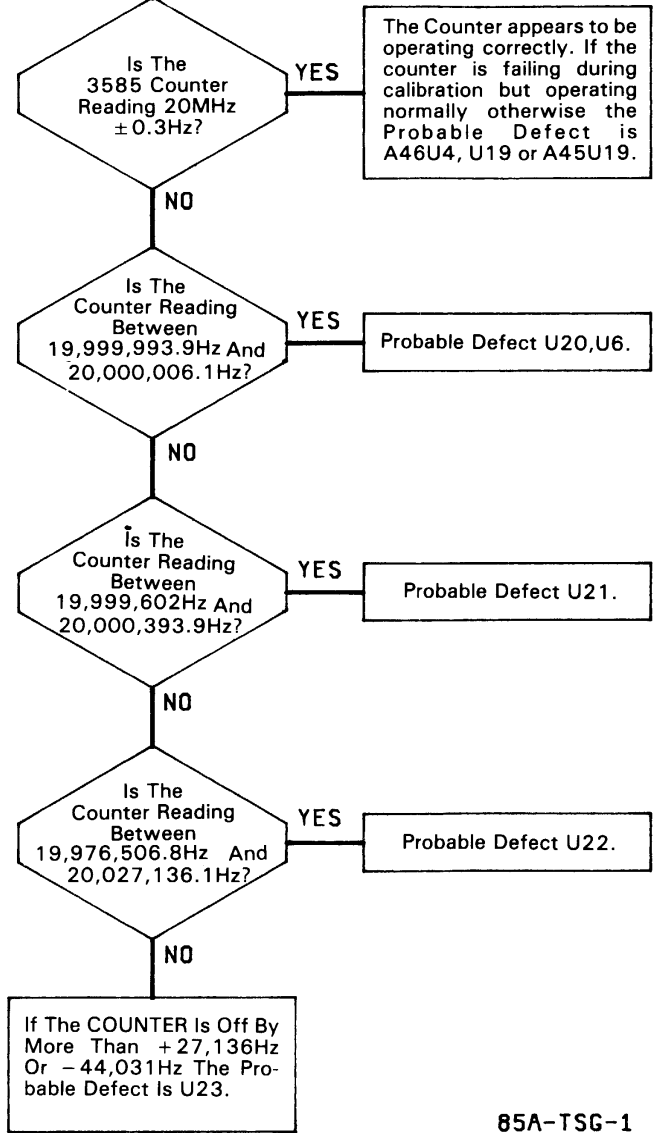 Is The
3585 Counter
Reading 20MHz
±0.3Hz?
YES
The Counter appears to be
operating correctly. If the
counter is failing during
calibration but operating
normally otherwise the
Probable Defect is
A46U4, U19 or A45U19.
NO
Is The
Counter Reading
Between
19,999,993.9Hz And
20,000,006.1Hz?
YES
Probable Defect U20,U6.
NO
Is The
Counter Reading
Between
19,999,602Hz And
20,000,393.9Hz?
YES
Probable Defect U21.
NO
Is The
Counter Reading
Between
19,976,506.8Hz And
20,027,136.1Hz?
YES
Probable Defect U22.
NO
If The COUNTER Is Off By
More Than +27,136Hz
Or −44,031Hz The Pro-
bable Defect Is U23.
85A-TSG-1